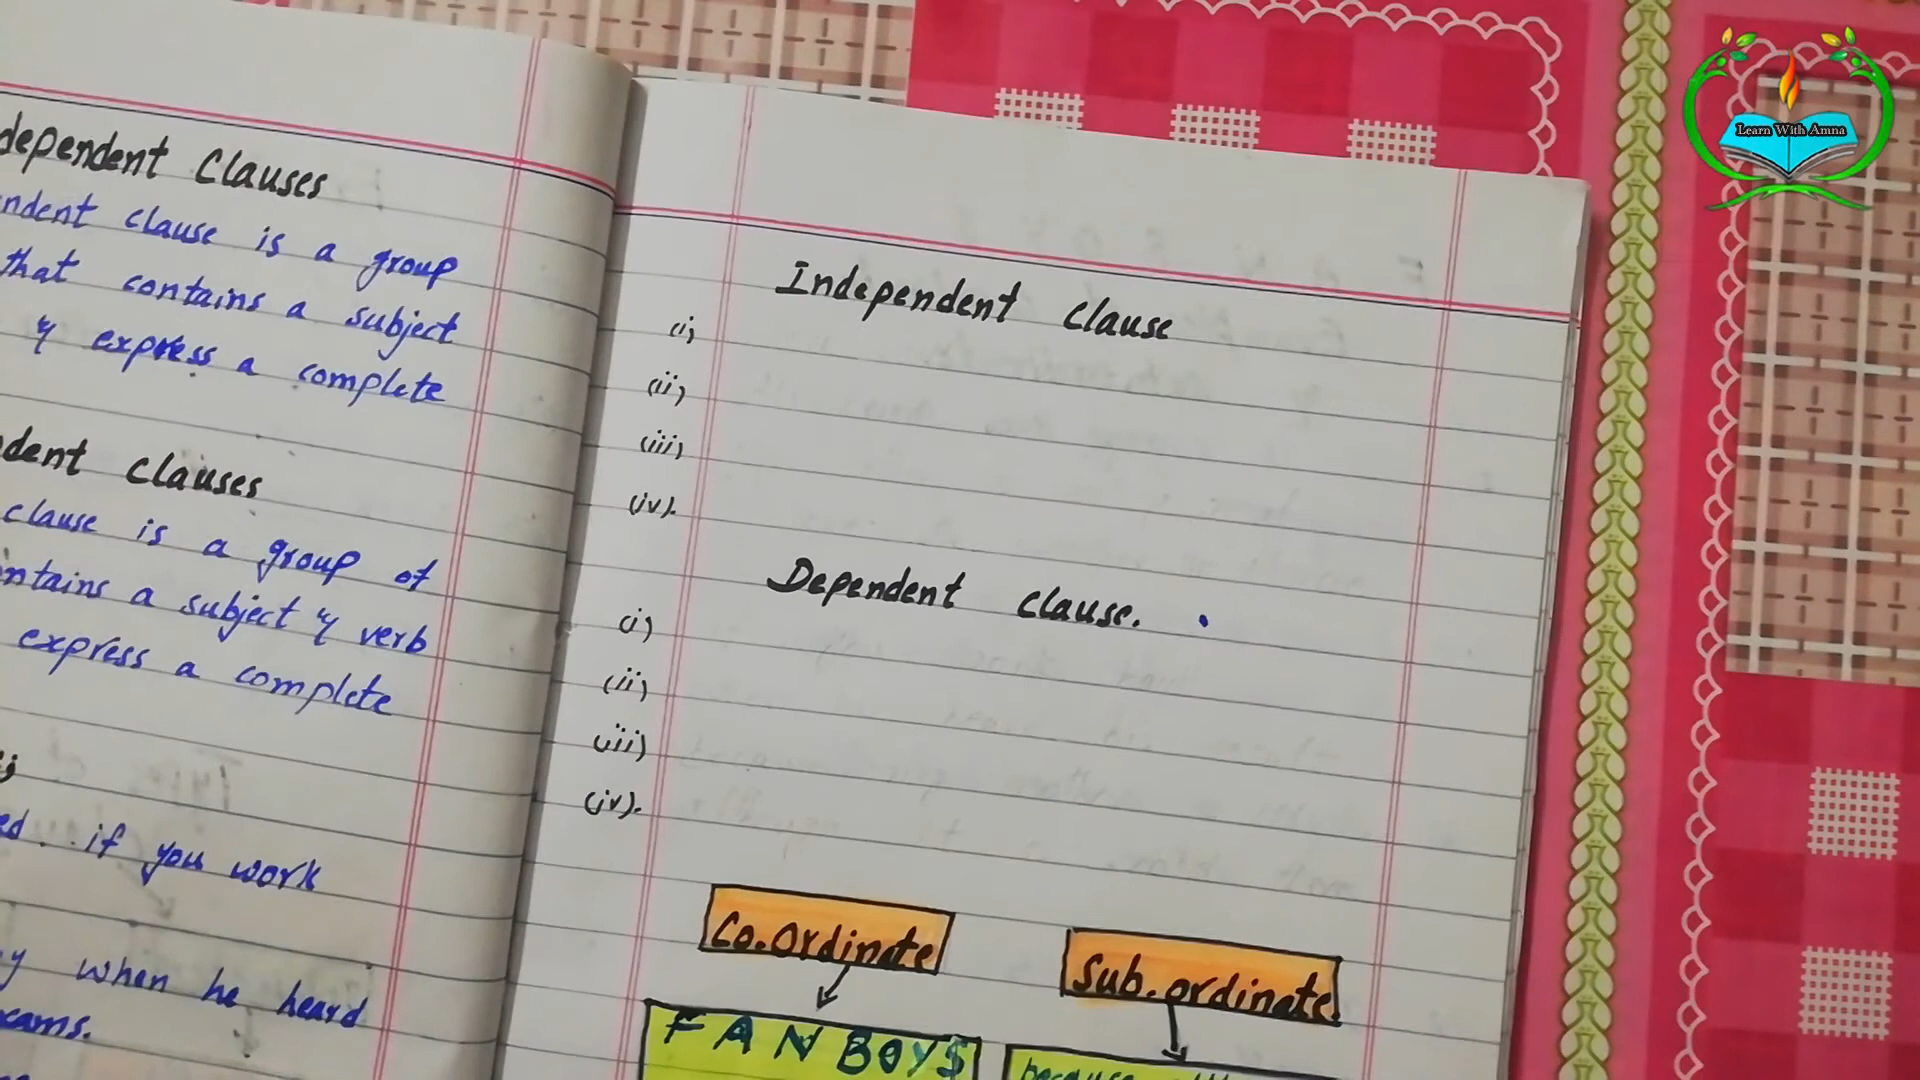 dependent Clauses
ndent clause is a group
that contains a subject
& express a complete
dent clauses
clause is a group of
ntains a subject & verb
express a complete
ed. if you work
y when he heard
eams.
Independent clause
(i)
(ii)
(iii)
(iv).
Dependent clause.
(i)
(ii)
(iii)
(iv).
Co.Ordinate
Sub.ordinate
F A N B O Y S
because
Learn With Amna